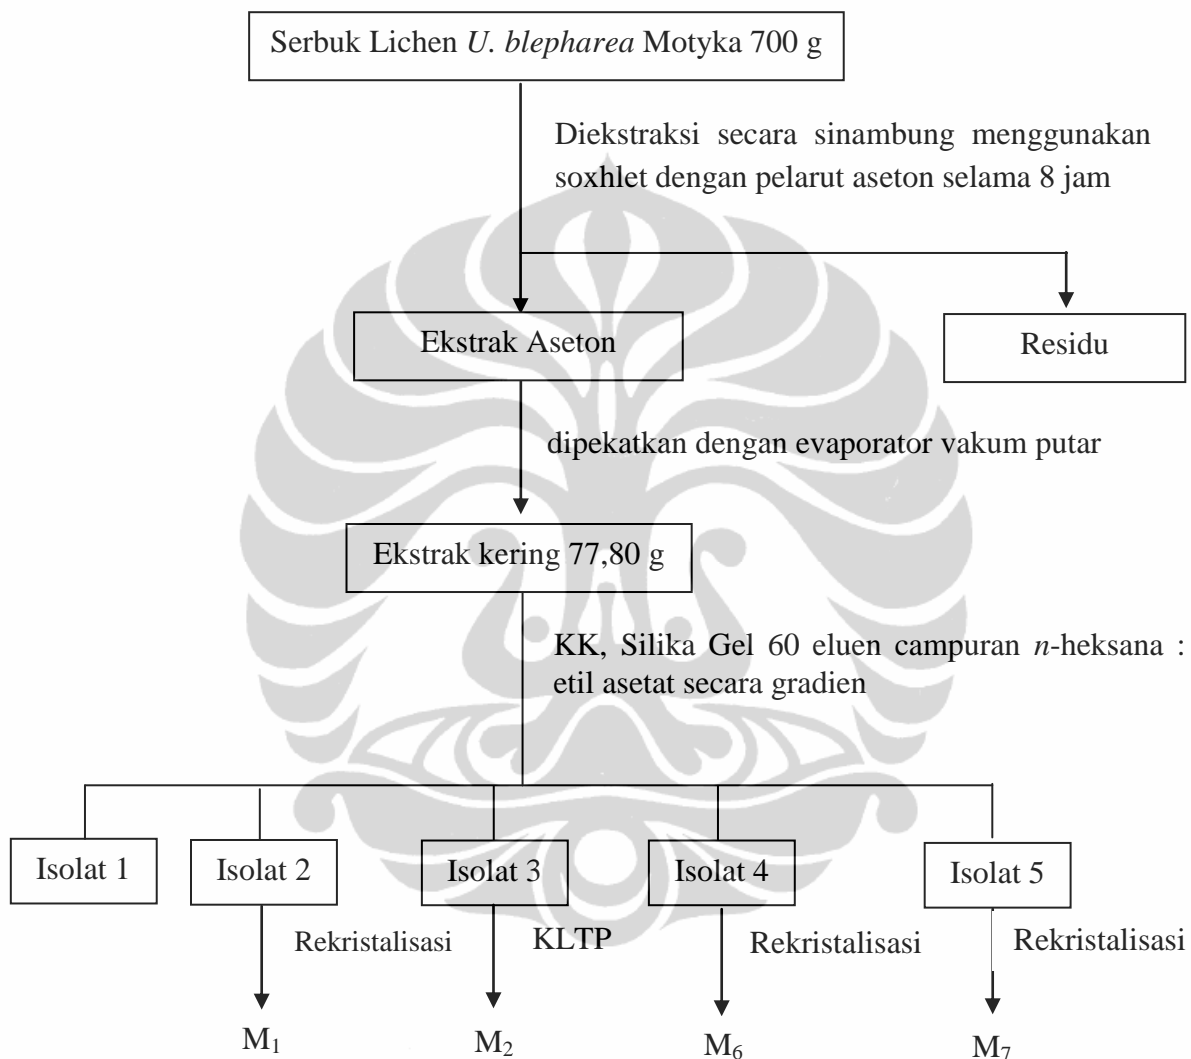 Serbuk Lichen U. blepharea Motyka 700 g
Diekstraksi secara sinambung menggunakan
soxhlet dengan pelarut aseton selama 8 jam
Ekstrak Aseton
Residu
dipekatkan dengan evaporator vakum putar
Ekstrak kering 77,80 g
KK, Silika Gel 60 eluen campuran n-heksana :
etil asetat secara gradien
Isolat 1
Isolat 2
Isolat 3
Isolat 4
Isolat 5
Rekristalisasi
KLTP
Rekristalisasi
Rekristalisasi
M₁
M₂
M₆
M₇